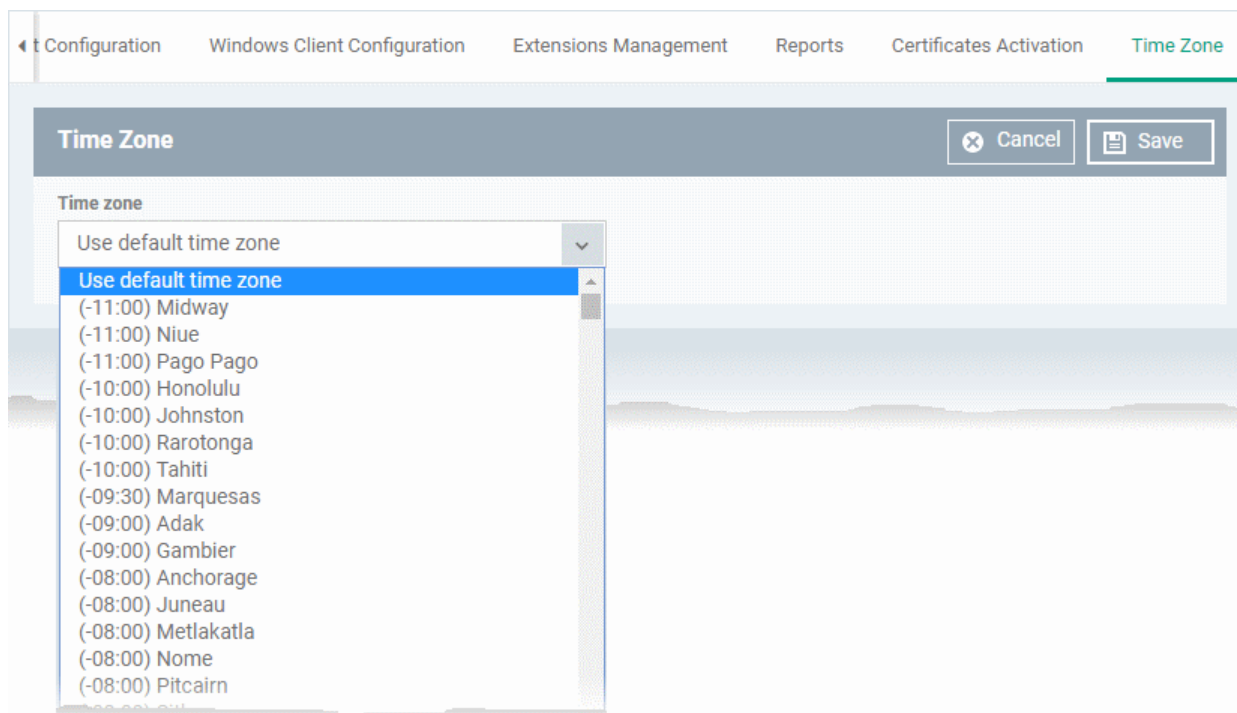 t Configuration Windows Client Configuration Extensions Management Reports Certificates Activation Time Zone
Time Zone Cancel Save
Time zone
Use default time zone
Use default time zone
(-11:00) Midway
(-11:00) Niue
(-11:00) Pago Pago
(-10:00) Honolulu
(-10:00) Johnston
(-10:00) Rarotonga
(-10:00) Tahiti
(-09:30) Marquesas
(-09:00) Adak
(-09:00) Gambier
(-08:00) Anchorage
(-08:00) Juneau
(-08:00) Metlakatla
(-08:00) Nome
(-08:00) Pitcairn